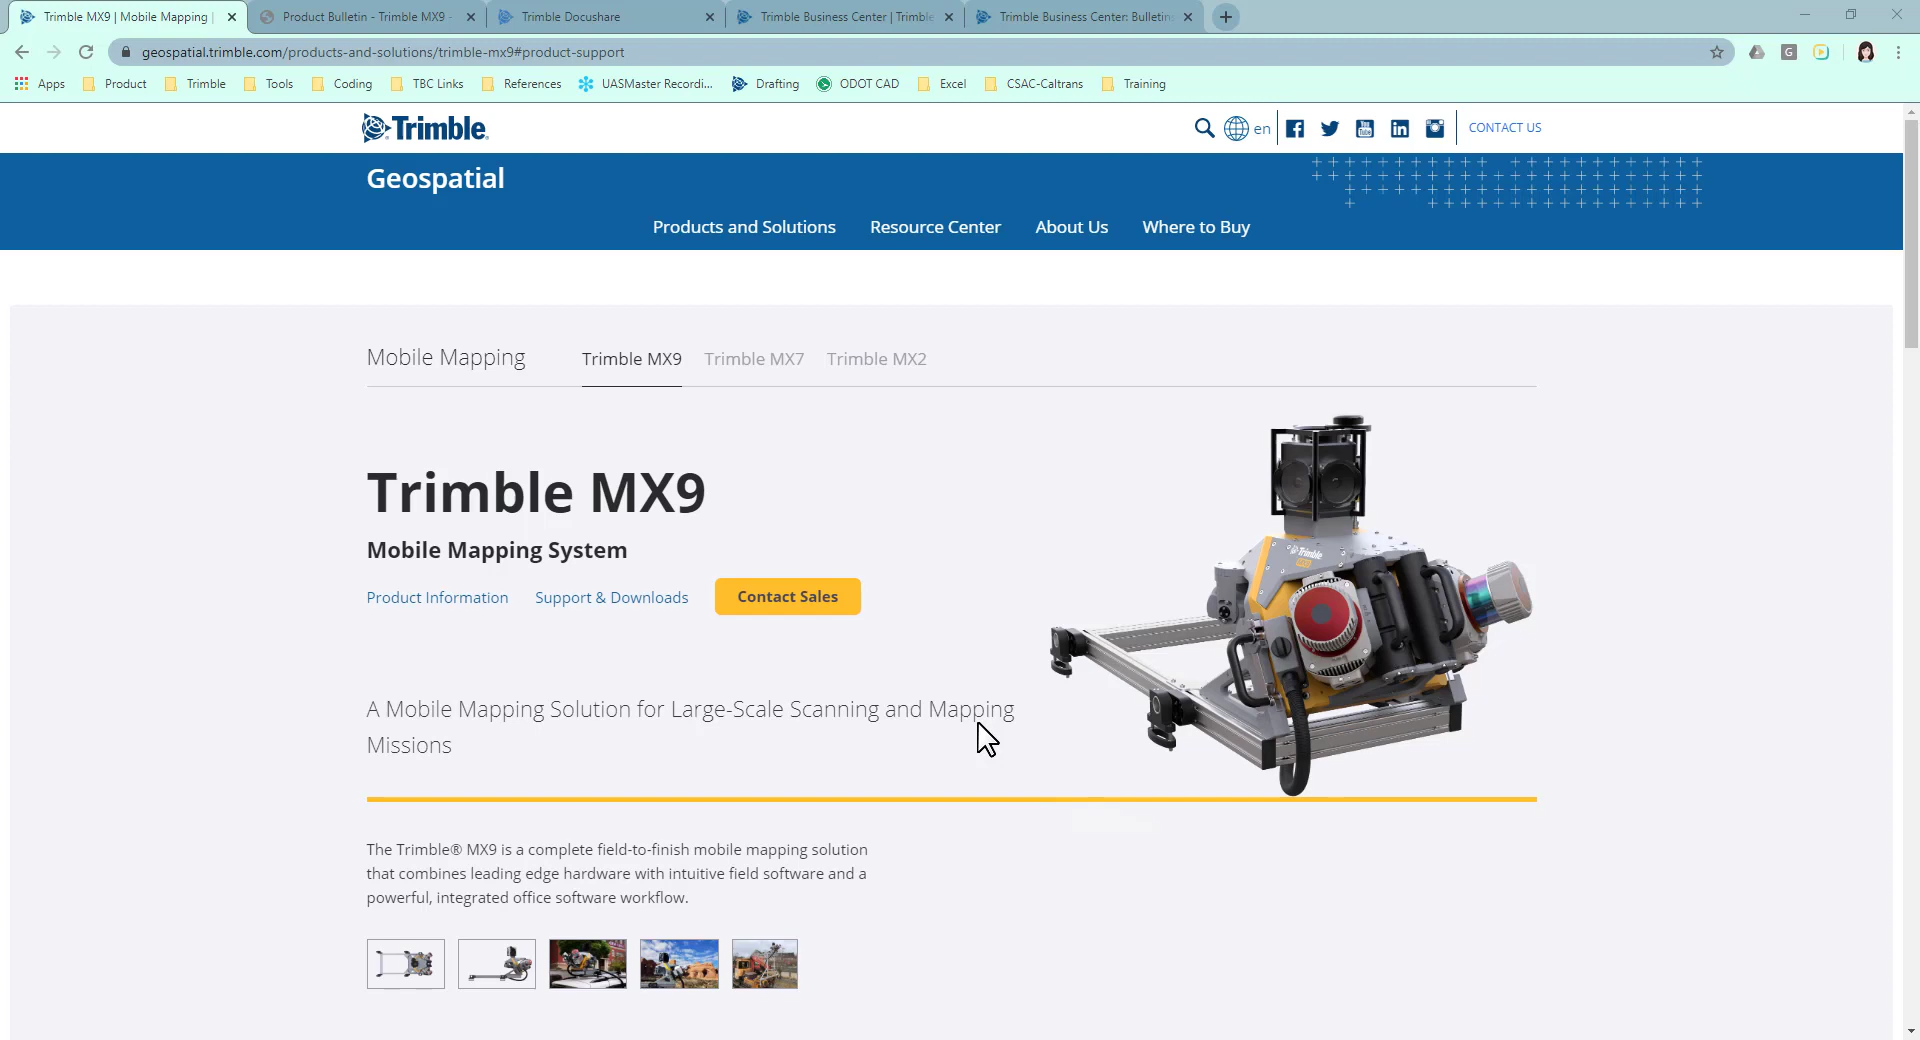 Trimble MX9 | Mobile Mapping |
Product Bulletin - Trimble MX9 -
Trimble Docushare
Trimble Business Center | Trimble
Trimble Business Center: Bulletins
geospatial.trimble.com/products-and-solutions/trimble-mx9#product-support
G
Apps
Product
Trimble
Tools
Coding
TBC Links
References
UASMaster Recordi...
Drafting
ODOT CAD
Excel
CSAC-Caltrans
Training
Trimble
en
You Tube
in
CONTACT US
Geospatial
Products and Solutions
Resource Center
About Us
Where to Buy
Mobile Mapping
Trimble MX9
Trimble MX7
Trimble MX2
Trimble MX9
Mobile Mapping System
Product Information
Support & Downloads
Contact Sales
Trimble
A Mobile Mapping Solution for Large-Scale Scanning and Mapping
Missions
The Trimble® MX9 is a complete field-to-finish mobile mapping solution
that combines leading edge hardware with intuitive field software and a
powerful, integrated office software workflow.